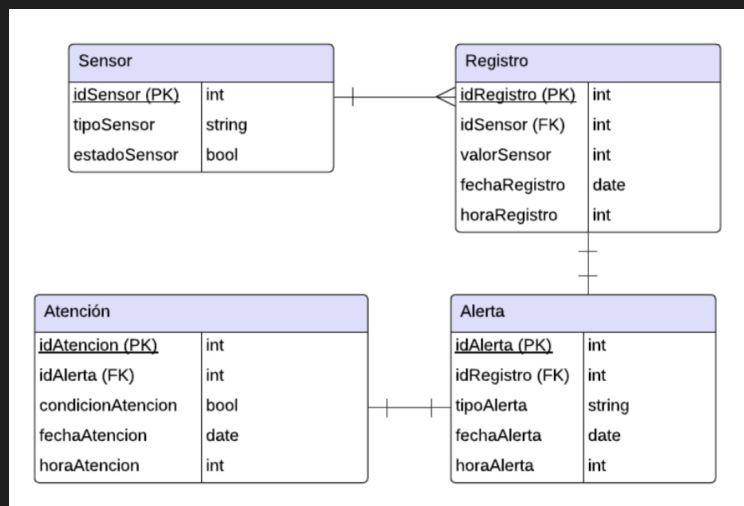 Sensor
idSensor (PK) int
tipoSensor string
estadoSensor bool
Registro
idRegistro (PK) int
idSensor (FK) int
valorSensor int
fechaRegistro date
horaRegistro int
Atención
idAtencion (PK) int
idAlerta (FK) int
condicionAtencion bool
fechaAtencion date
horaAtencion int
Alerta
idAlerta (PK) int
idRegistro (FK) int
tipoAlerta string
fechaAlerta date
horaAlerta int